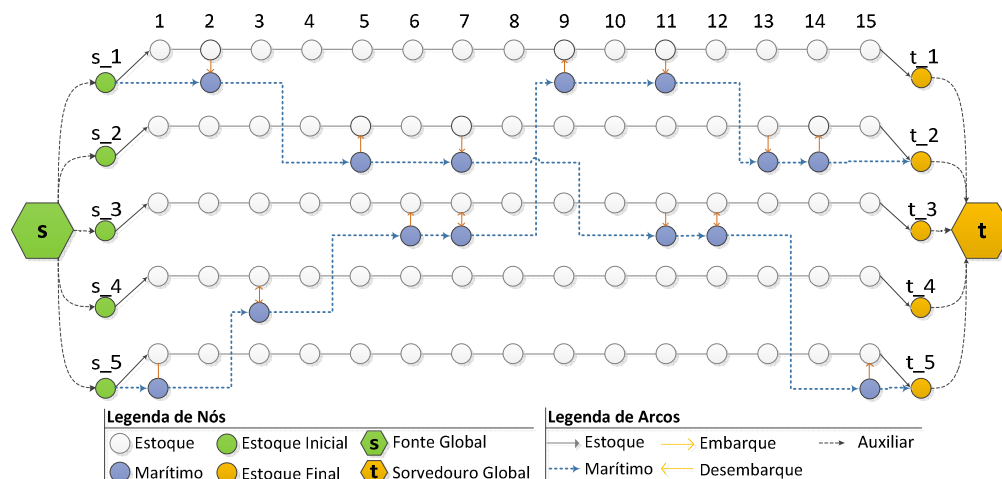 1 2 3 4 5 6 7 8 9 10 11 12 13 14 15
s_1 t_1
s_2 t_2
s_3 t_3
s t
s_4 t_4
s_5 t_5
Legenda de Nós Legenda de Arcos
Estoque Estoque Inicial s Fonte Global Estoque Embarque Auxiliar
Marítimo Estoque Final t Sorvedouro Global Marítimo Desembarque